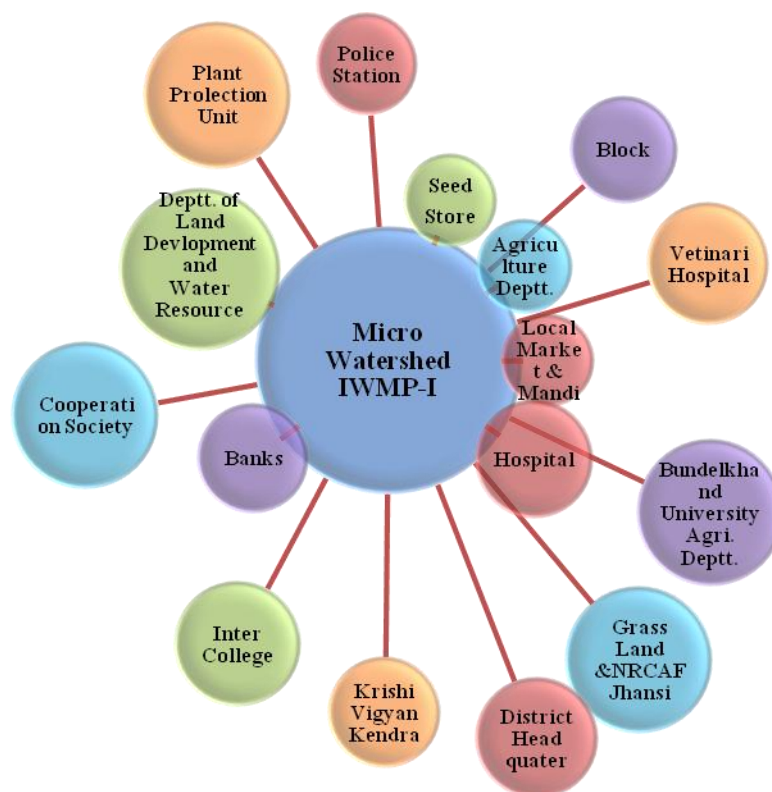 Police
Station
Plant
Prolection
Unit
Block
Seed
Store
Deptt. of
Land
Devlopment
and
Water
Resource
Agricu
lture
Deptt.
Vetinari
Hospital
Micro
Watershed
IWMP-I
Local
Marke
t &
Mandi
Cooperati
on Society
Banks
Hospital
Bundelkha
nd
University
Agri.
Deptt.
Inter
College
Grass
Land
&NRCAF
Jhansi
Krishi
Vigyan
Kendra
District
Head
quater